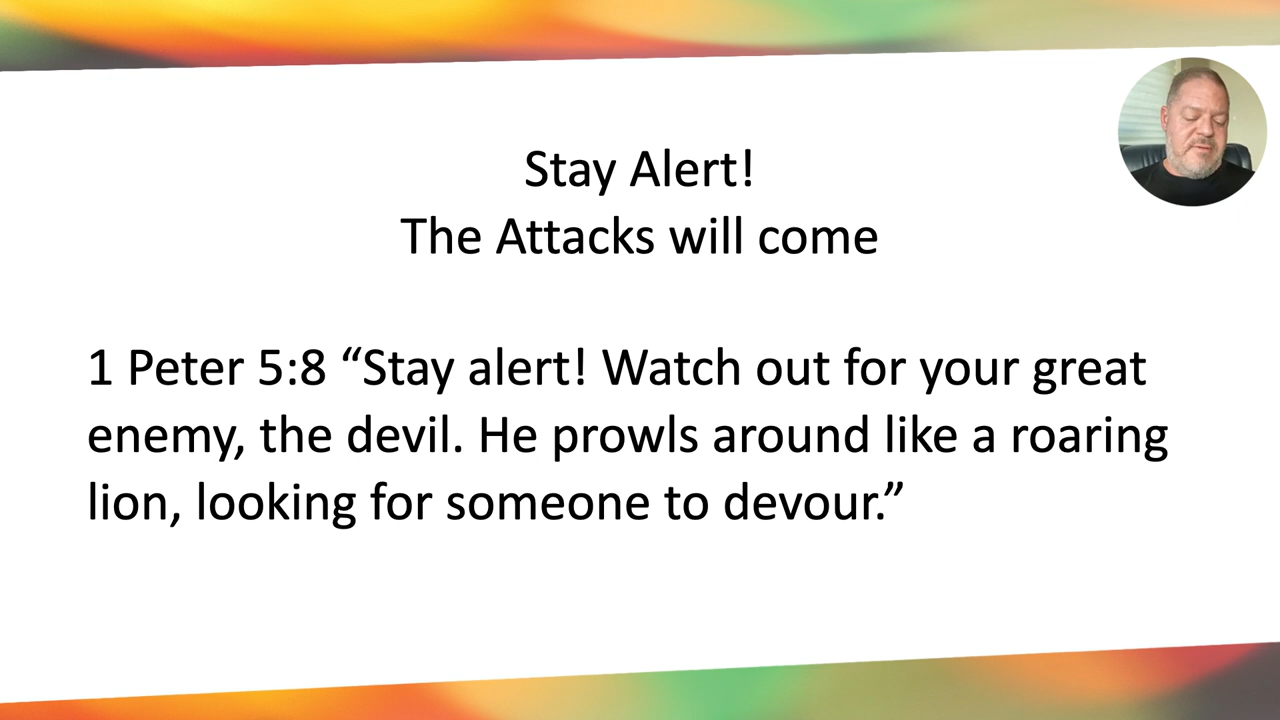 Stay Alert!
The Attacks will come
1 Peter 5:8 “Stay alert! Watch out for your great
enemy, the devil. He prowls around like a roaring
lion, looking for someone to devour.”